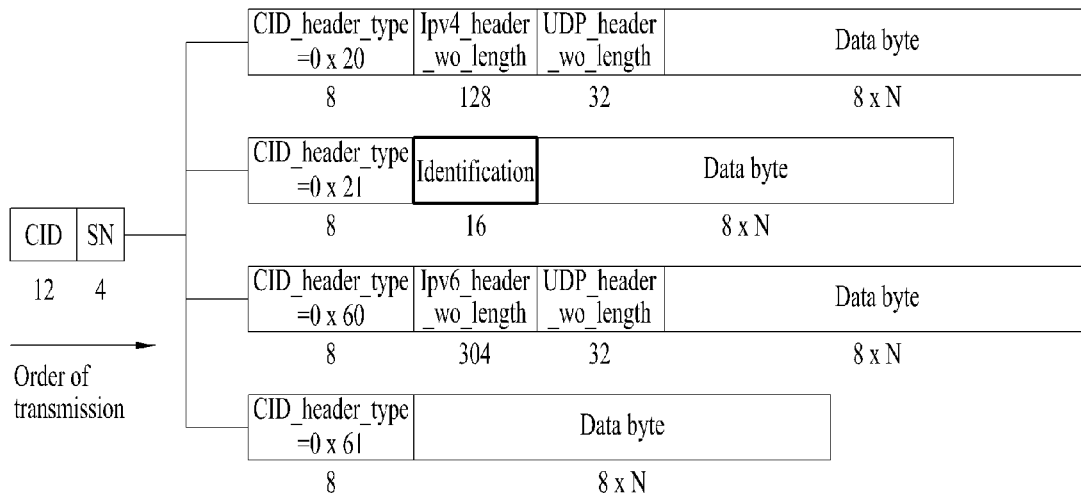 CID_header_type
=0 x 20
Ipv4_header
_wo_length
UDP_header
_wo_length
Data byte
8
128
32
8 x N
CID_header_type
=0 x 21
Identification
Data byte
8
16
8 x N
CID
SN
12
4
CID_header_type
=0 x 60
Ipv6_header
_wo_length
UDP_header
_wo_length
Data byte
8
304
32
8 x N
Order of
transmission
CID_header_type
=0 x 61
Data byte
8
8 x N